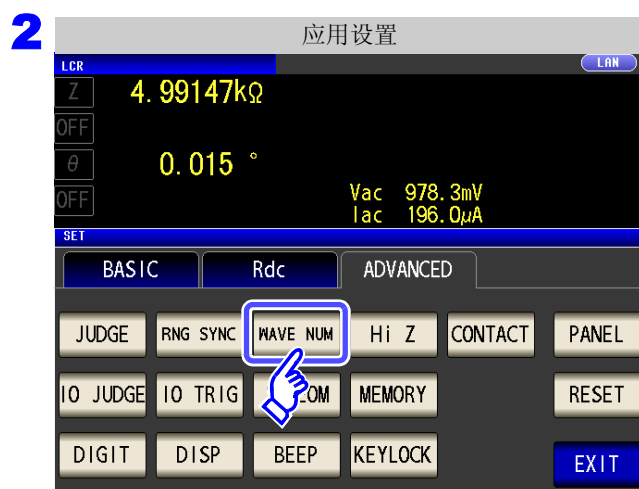 2
应用设置
LCR
LAN
Z 4.99147kΩ
OFF
θ 0.015 °
OFF
Vac 978.3mV
Iac 196.0μA
SET
BASIC Rdc ADVANCED
JUDGE RNG SYNC WAVE NUM Hi Z CONTACT PANEL
IO JUDGE IO TRIG MEMORY RESET
DIGIT DISP BEEP KEYLOCK EXIT